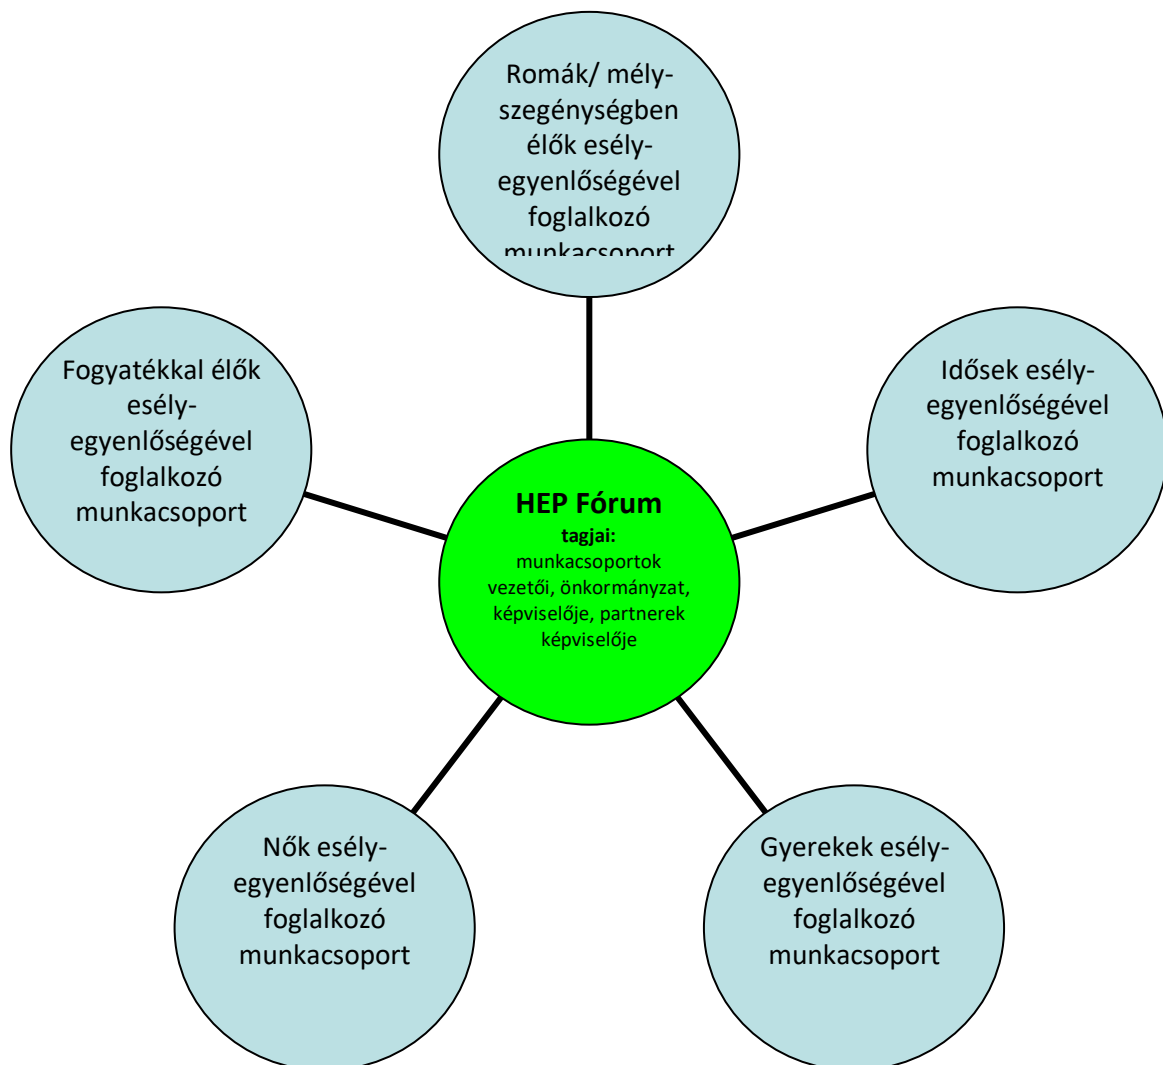 Romák/ mély-
szegénységben
élők esély-
egyenlőségével
foglalkozó
munkacsoport
Fogyatékkal élők
esély-
egyenlőségével
foglalkozó
munkacsoport
Idősek esély-
egyenlőségével
foglalkozó
munkacsoport
HEP Fórum
tagjai:
munkacsoportok
vezetői, önkormányzat,
képviselője, partnerek
képviselője
Nők esély-
egyenlőségével
foglalkozó
munkacsoport
Gyerekek esély-
egyenlőségével
foglalkozó
munkacsoport